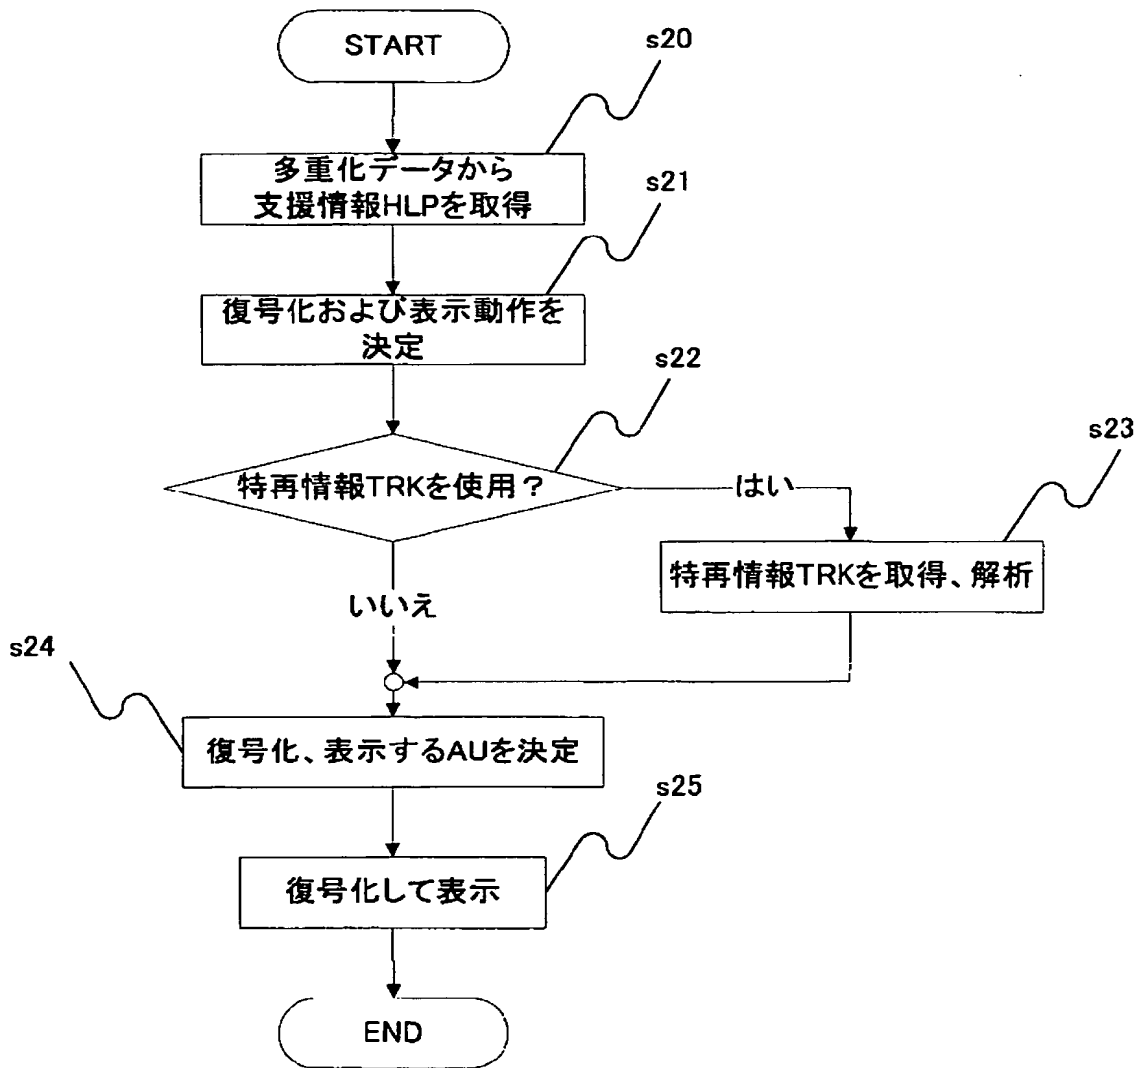 START
s20
多重化データから
支援情報HLPを取得
s21
復号化および表示動作を
決定
s22
特再情報TRKを使用？
はい
s23
特再情報TRKを取得、解析
いいえ
s24
復号化、表示するAUを決定
s25
復号化して表示
END